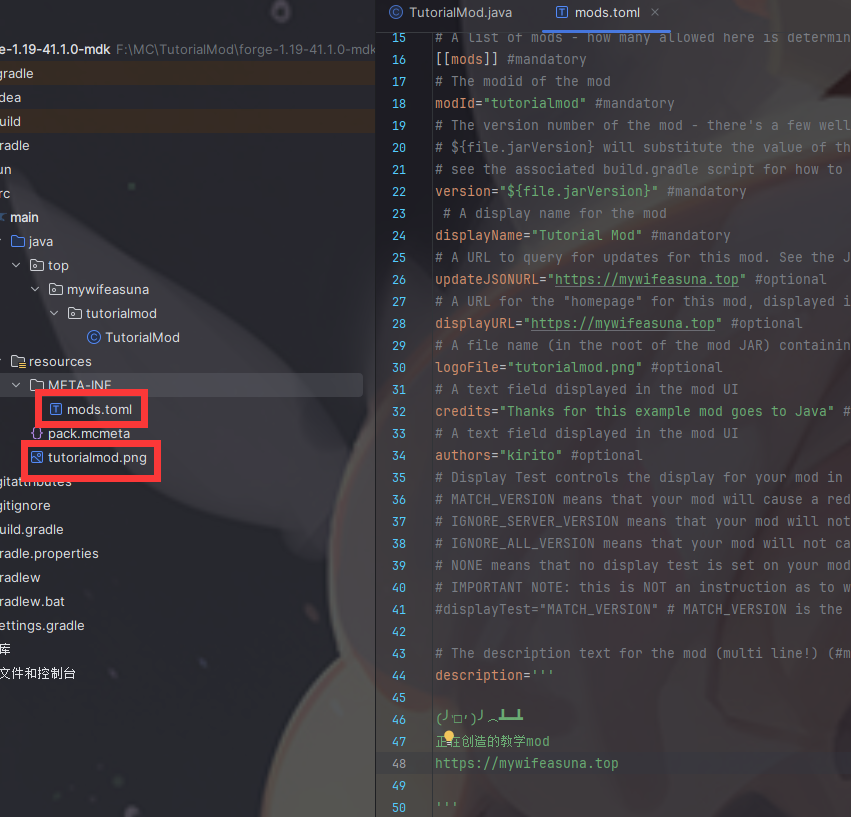 TutorialMod.java
mods.toml
e-1.19-41.1.0-mdk F:\MC\TutorialMod\forge-1.19-41.1.0-mdk
gradle
dea
uild
radle
un
rc
main
java
top
mywifeasuna
tutorialmod
TutorialMod
resources
META-INF
mods.toml
pack.mcmeta
tutorialmod.png
gitattributes
gitignore
uild.gradle
radle.properties
radlew
radlew.bat
ettings.gradle
库
文件和控制台
15 # A list of mods - how many allowed here is determin
16 [[mods]] #mandatory
17 # The modid of the mod
18 modId="tutorialmod" #mandatory
19 # The version number of the mod - there's a few well
20 # ${file.jarVersion} will substitute the value of th
21 # see the associated build.gradle script for how to
22 version="${file.jarVersion}" #mandatory
23 # A display name for the mod
24 displayName="Tutorial Mod" #mandatory
25 # A URL to query for updates for this mod. See the J
26 updateJSONURL="https://mywifeasuna.top" #optional
27 # A URL for the "homepage" for this mod, displayed i
28 displayURL="https://mywifeasuna.top" #optional
29 # A file name (in the root of the mod JAR) containin
30 logoFile="tutorialmod.png" #optional
31 # A text field displayed in the mod UI
32 credits="Thanks for this example mod goes to Java" #
33 # A text field displayed in the mod UI
34 authors="kirito" #optional
35 # Display Test controls the display for your mod in
36 # MATCH_VERSION means that your mod will cause a red
37 # IGNORE_SERVER_VERSION means that your mod will not
38 # IGNORE_ALL_VERSION means that your mod will not ca
39 # NONE means that no display test is set on your mod
40 # IMPORTANT NOTE: this is NOT an instruction as to w
41 #displayTest="MATCH_VERSION" # MATCH_VERSION is the
42
43 # The description text for the mod (multi line!) (#m
44 description='''
45
46 (╯'□')╯︵┻━┻
47 正在创造的教学mod
48 https://mywifeasuna.top
49
50 '''